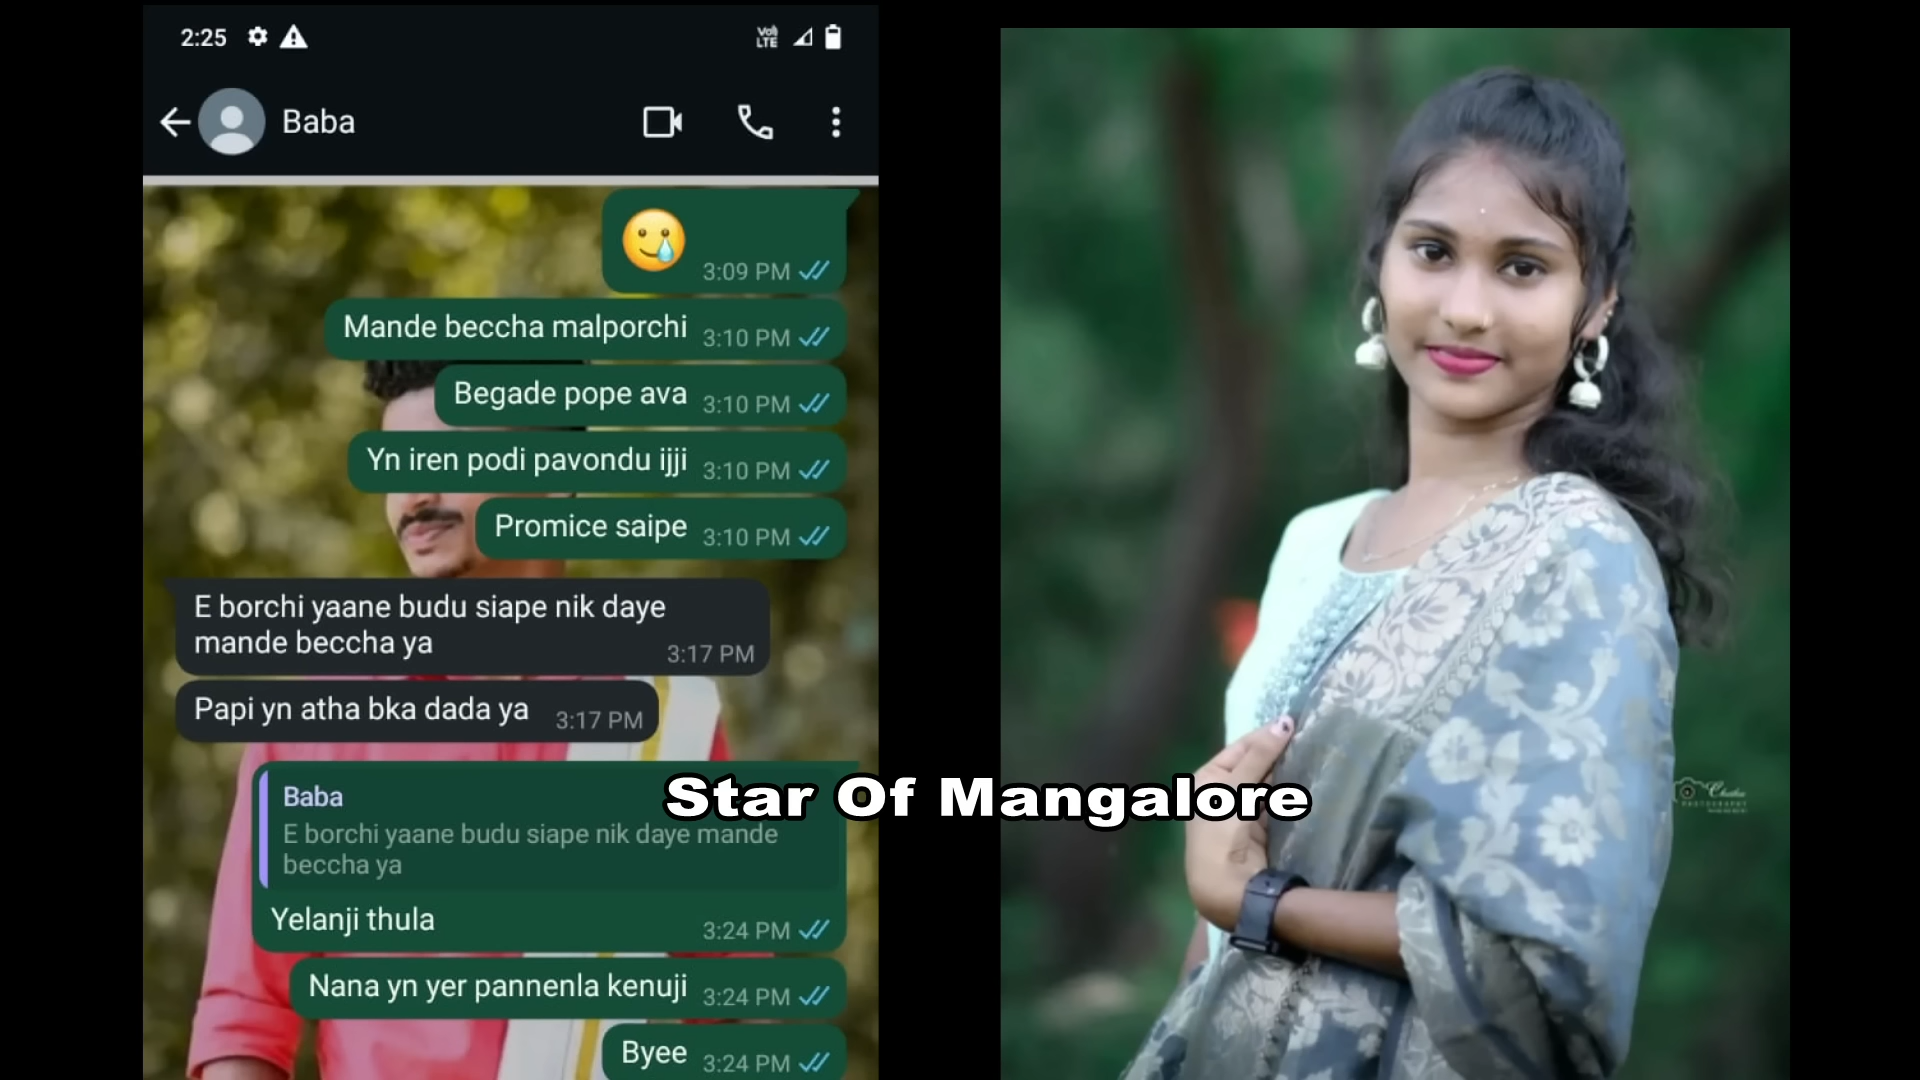 2:25
Vo))
LTE
Baba
3:09 PM
Mande beccha malporchi 3:10 PM
Begade pope ava 3:10 PM
Yn iren podi pavondu ijji 3:10 PM
Promice saipe 3:10 PM
E borchi yaane budu siape nik daye
mande beccha ya 3:17 PM
Papi yn atha bka dada ya 3:17 PM
Baba
E borchi yaane budu siape nik daye mande
beccha ya
Yelanji thula 3:24 PM
Nana yn yer pannenla kenuji 3:24 PM
Byee 3:24 PM
Star Of Mangalore
PHOTOGRAPHY